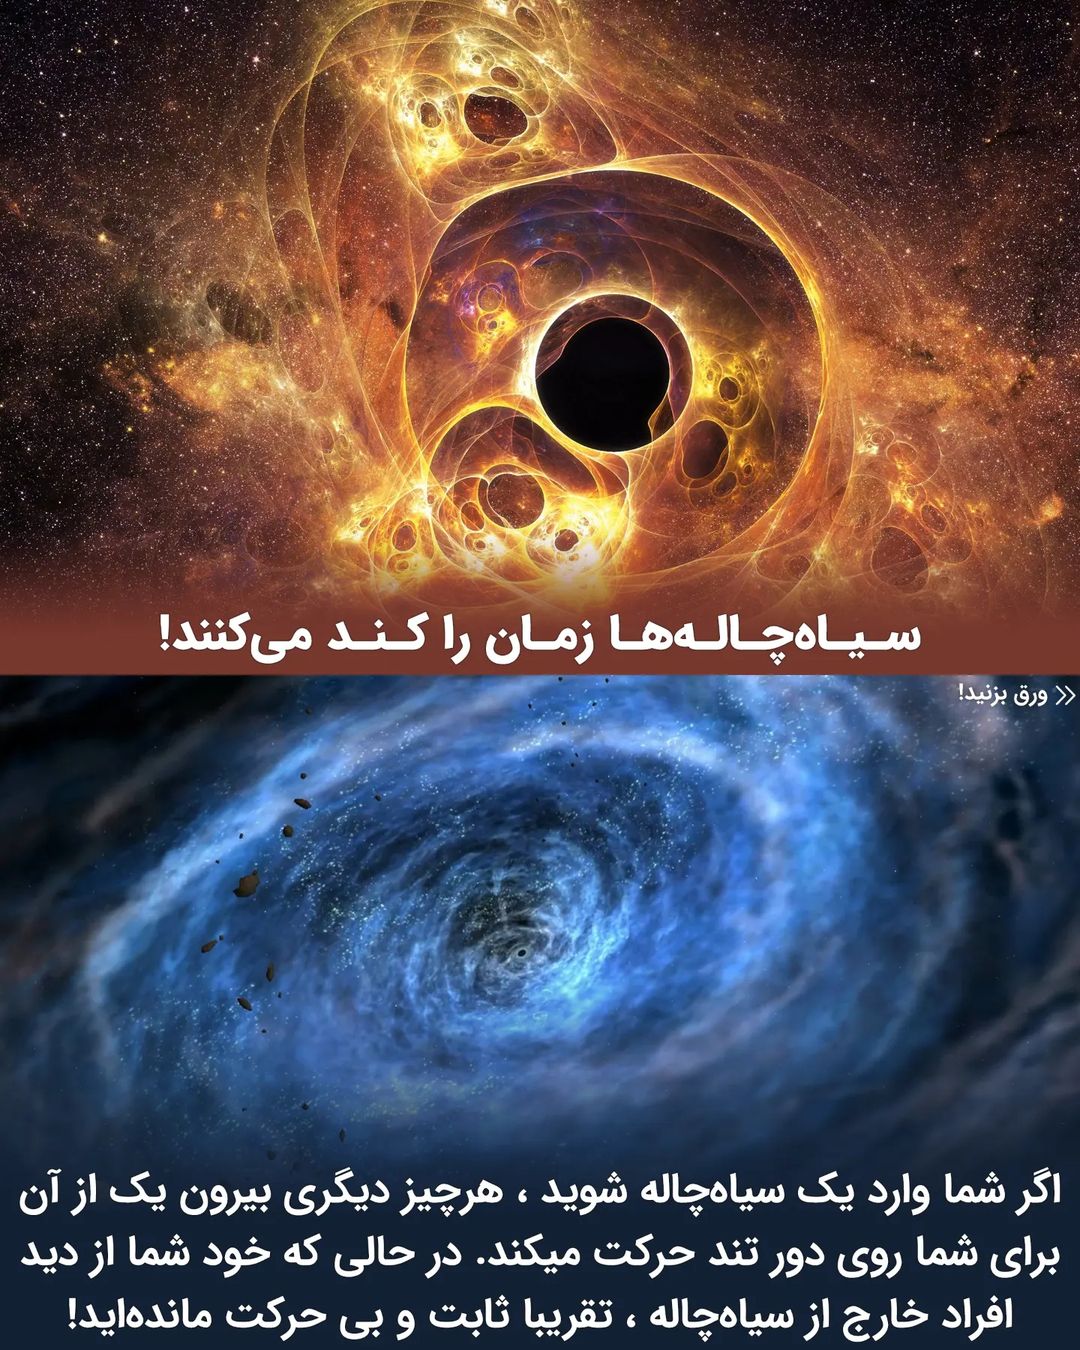 سیاه‌چاله‌ها زمان را کند می‌کنند!
« ورق بزنید!
اگر شما وارد یک سیاه‌چاله شوید ، هرچیز دیگری بیرون یک از آن
برای شما روی دور تند حرکت میکند. در حالی که خود شما از دید
افراد خارج از سیاه‌چاله ، تقریبا ثابت و بی حرکت مانده‌اید!